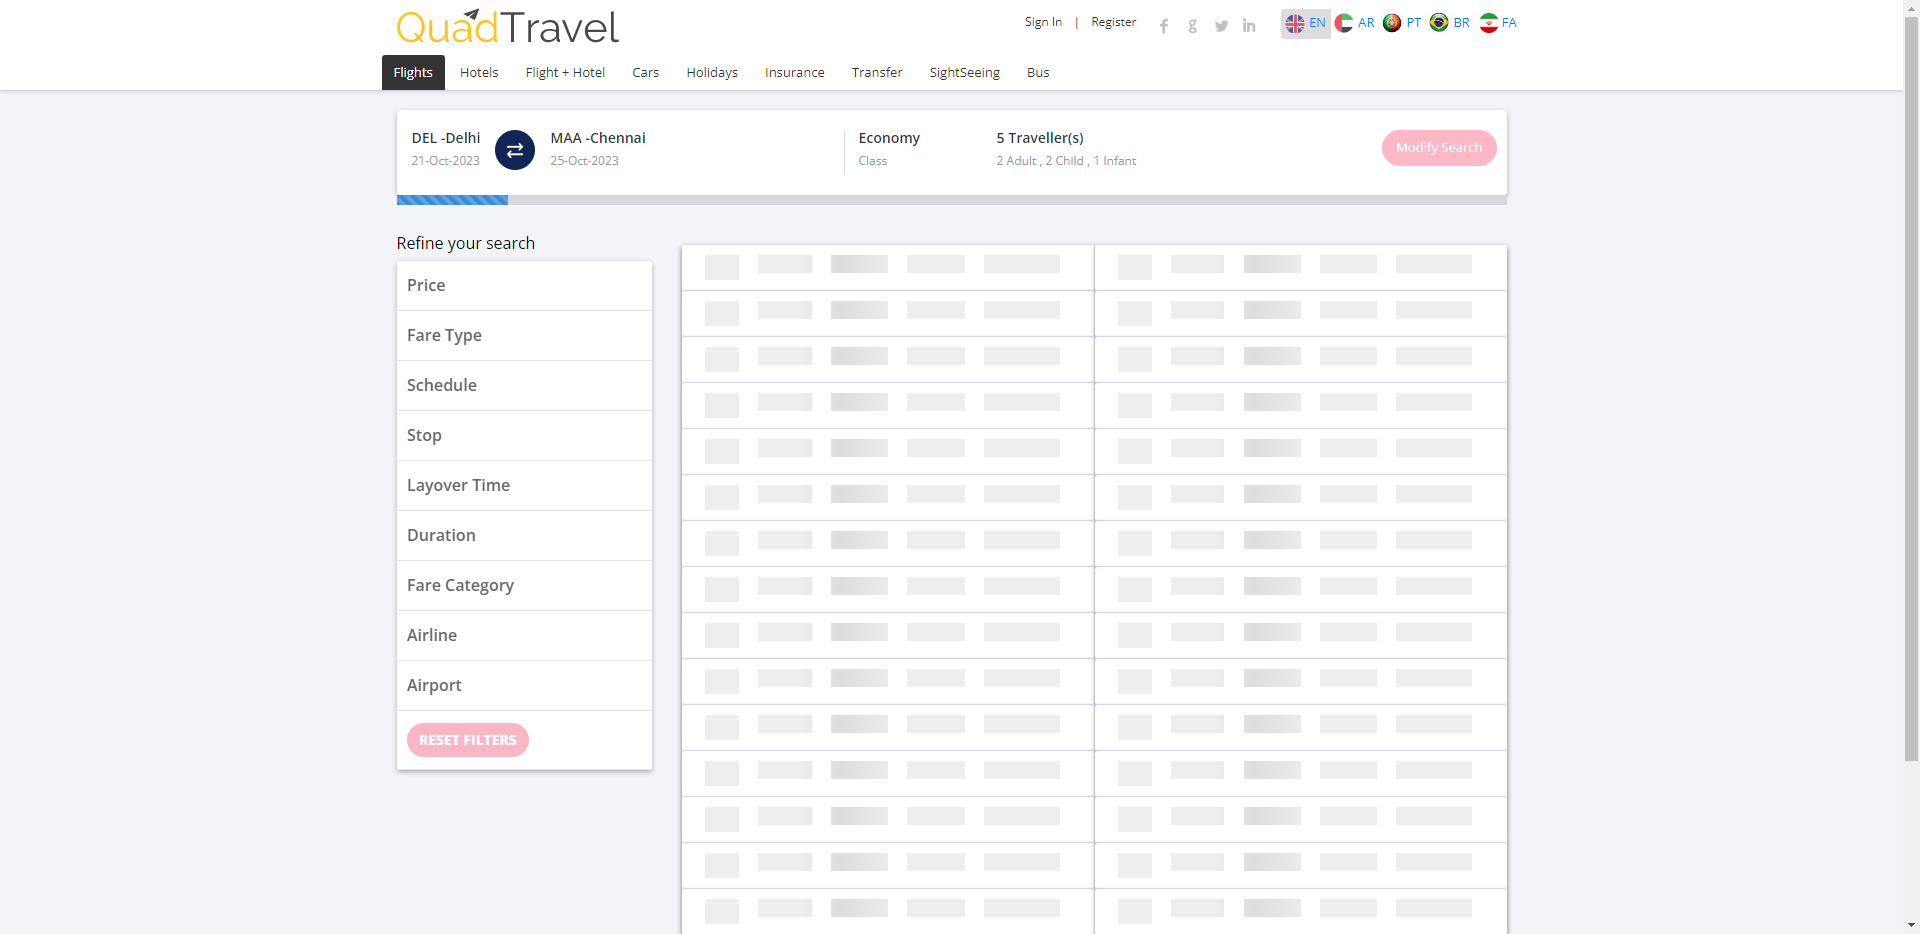 QuadTravel
Sign In | Register
EN AR PT BR FA
Flights Hotels Flight + Hotel Cars Holidays Insurance Transfer SightSeeing Bus
DEL -Delhi MAA -Chennai Economy 5 Traveller(s)
21-Oct-2023 25-Oct-2023 Class 2 Adult , 2 Child , 1 Infant
Modify Search
Refine your search
Price
Fare Type
Schedule
Stop
Layover Time
Duration
Fare Category
Airline
Airport
RESET FILTERS